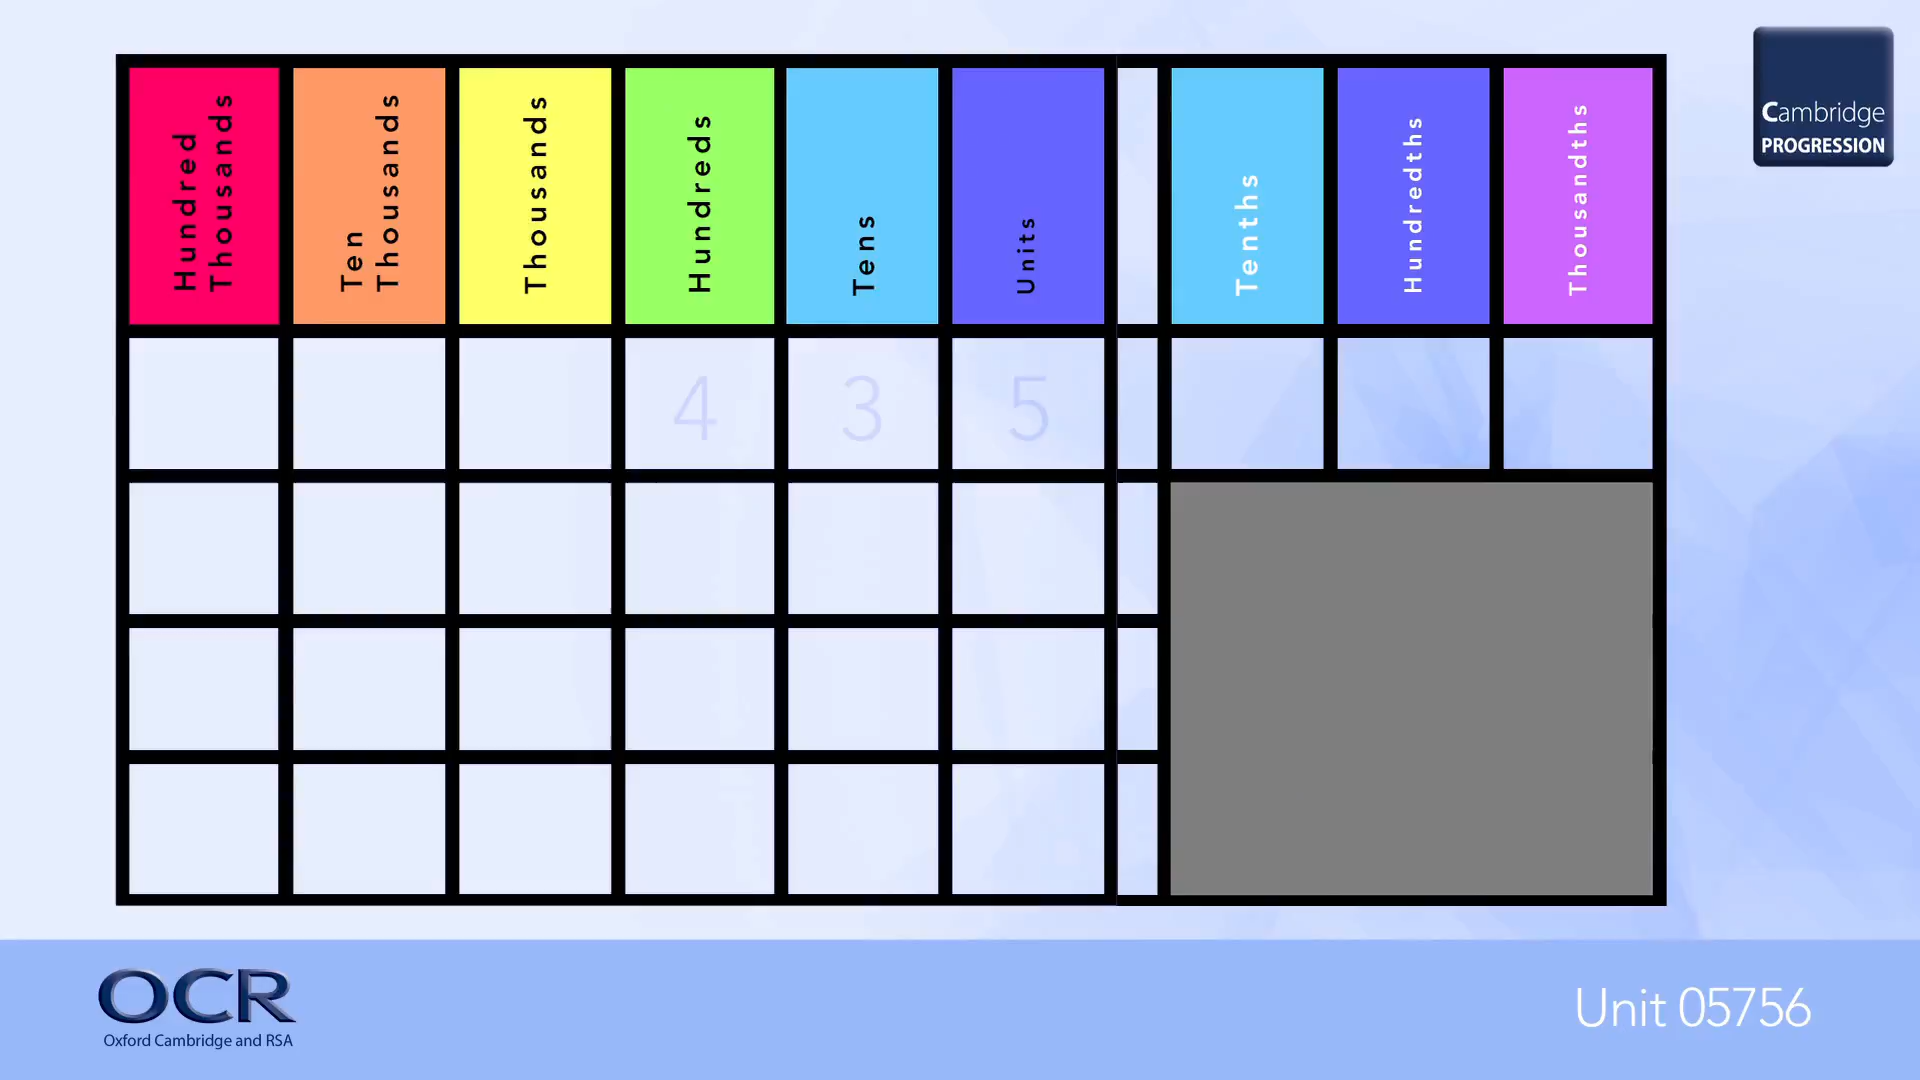 Hundred
Thousands
Ten
Thousands
Thousands
Hundreds
Tens
Units
Tenths
Hundredths
Thousandths
Cambridge
PROGRESSION
4 3 5
OCR
Oxford Cambridge and RSA
Unit 05756